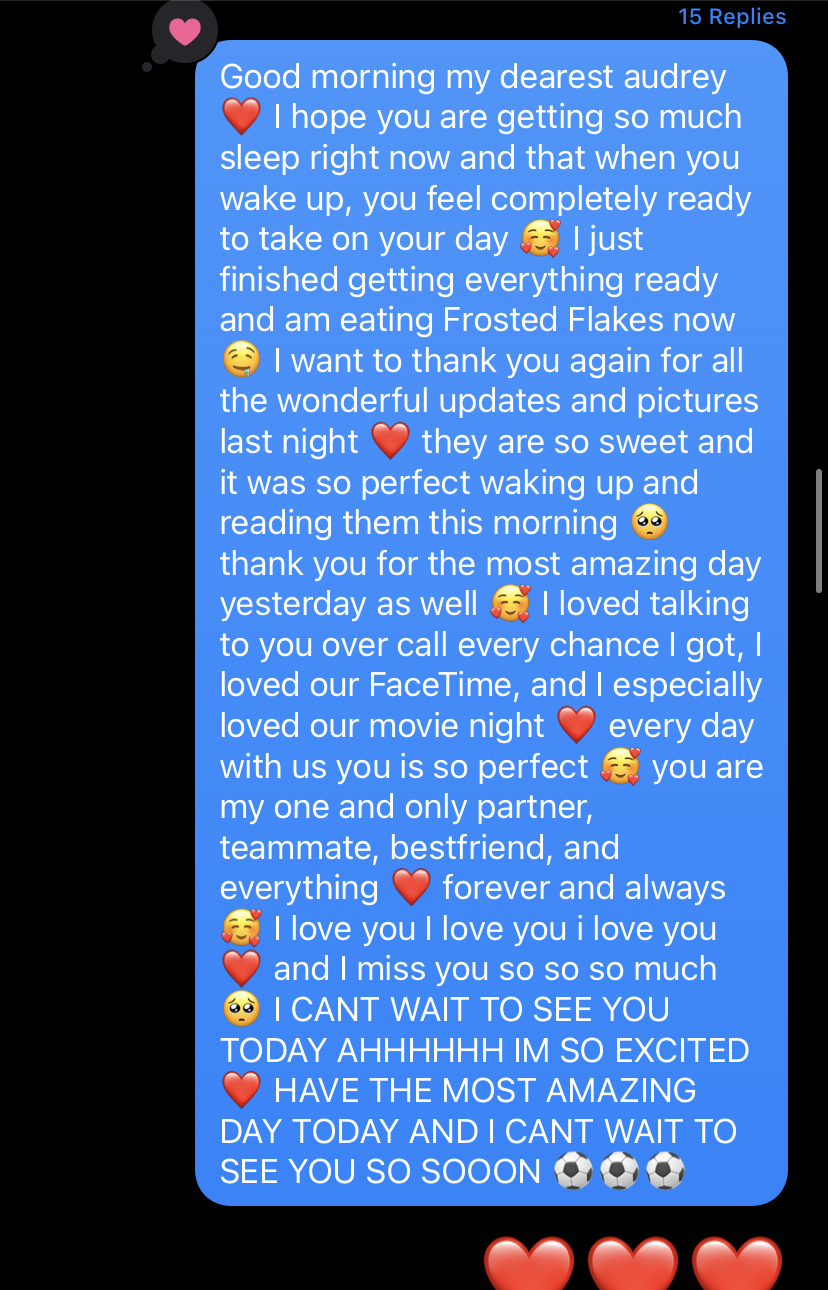 15 Replies
Good morning my dearest audrey
❤️ I hope you are getting so much
sleep right now and that when you
wake up, you feel completely ready
to take on your day 🥰 I just
finished getting everything ready
and am eating Frosted Flakes now
🤤 I want to thank you again for all
the wonderful updates and pictures
last night ❤️ they are so sweet and
it was so perfect waking up and
reading them this morning 🥺
thank you for the most amazing day
yesterday as well 🥰 I loved talking
to you over call every chance I got, I
loved our FaceTime, and I especially
loved our movie night ❤️ every day
with us you is so perfect 🥰 you are
my one and only partner,
teammate, bestfriend, and
everything ❤️ forever and always
🥰 I love you I love you i love you
❤️ and I miss you so so so much
🥺 I CANT WAIT TO SEE YOU
TODAY AHHHHHH IM SO EXCITED
❤️ HAVE THE MOST AMAZING
DAY TODAY AND I CANT WAIT TO
SEE YOU SO SOOON ⚽⚽⚽
❤️❤️❤️